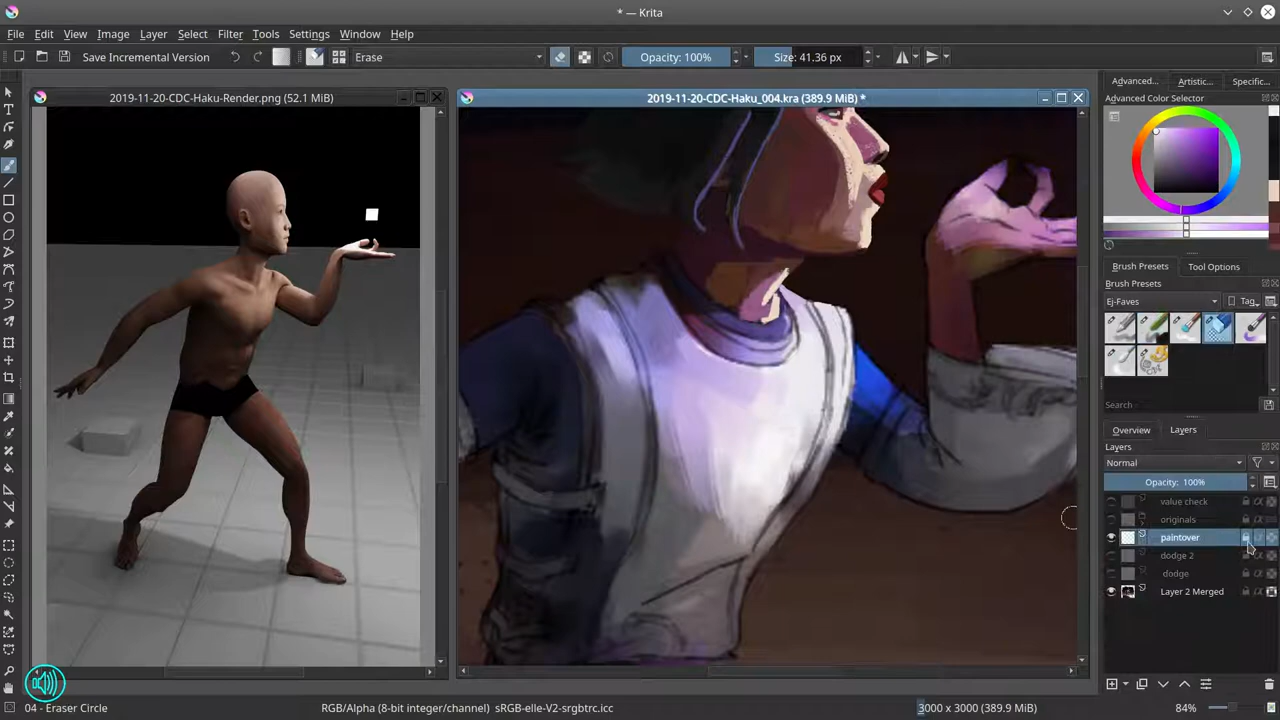 * — Krita
File Edit View Image Layer Select Filter Tools Settings Window Help
Save Incremental Version Erase Opacity: 100% Size: 41.36 px
2019-11-20-CDC-Haku-Render.png (52.1 MiB)
2019-11-20-CDC-Haku_004.kra (389.9 MiB) *
Advanced... Artistic... Specific...
Advanced Color Selector
Brush Presets Tool Options
Brush Presets
Ej-Faves Tag
Search
Overview Layers
Layers
Normal
Opacity: 100%
value check
originals
paintover
dodge 2
dodge
Layer 2 Merged
04 - Eraser Circle RGB/Alpha (8-bit integer/channel) sRGB-elle-V2-srgbtrc.icc 3000 x 3000 (389.9 MiB) 84%